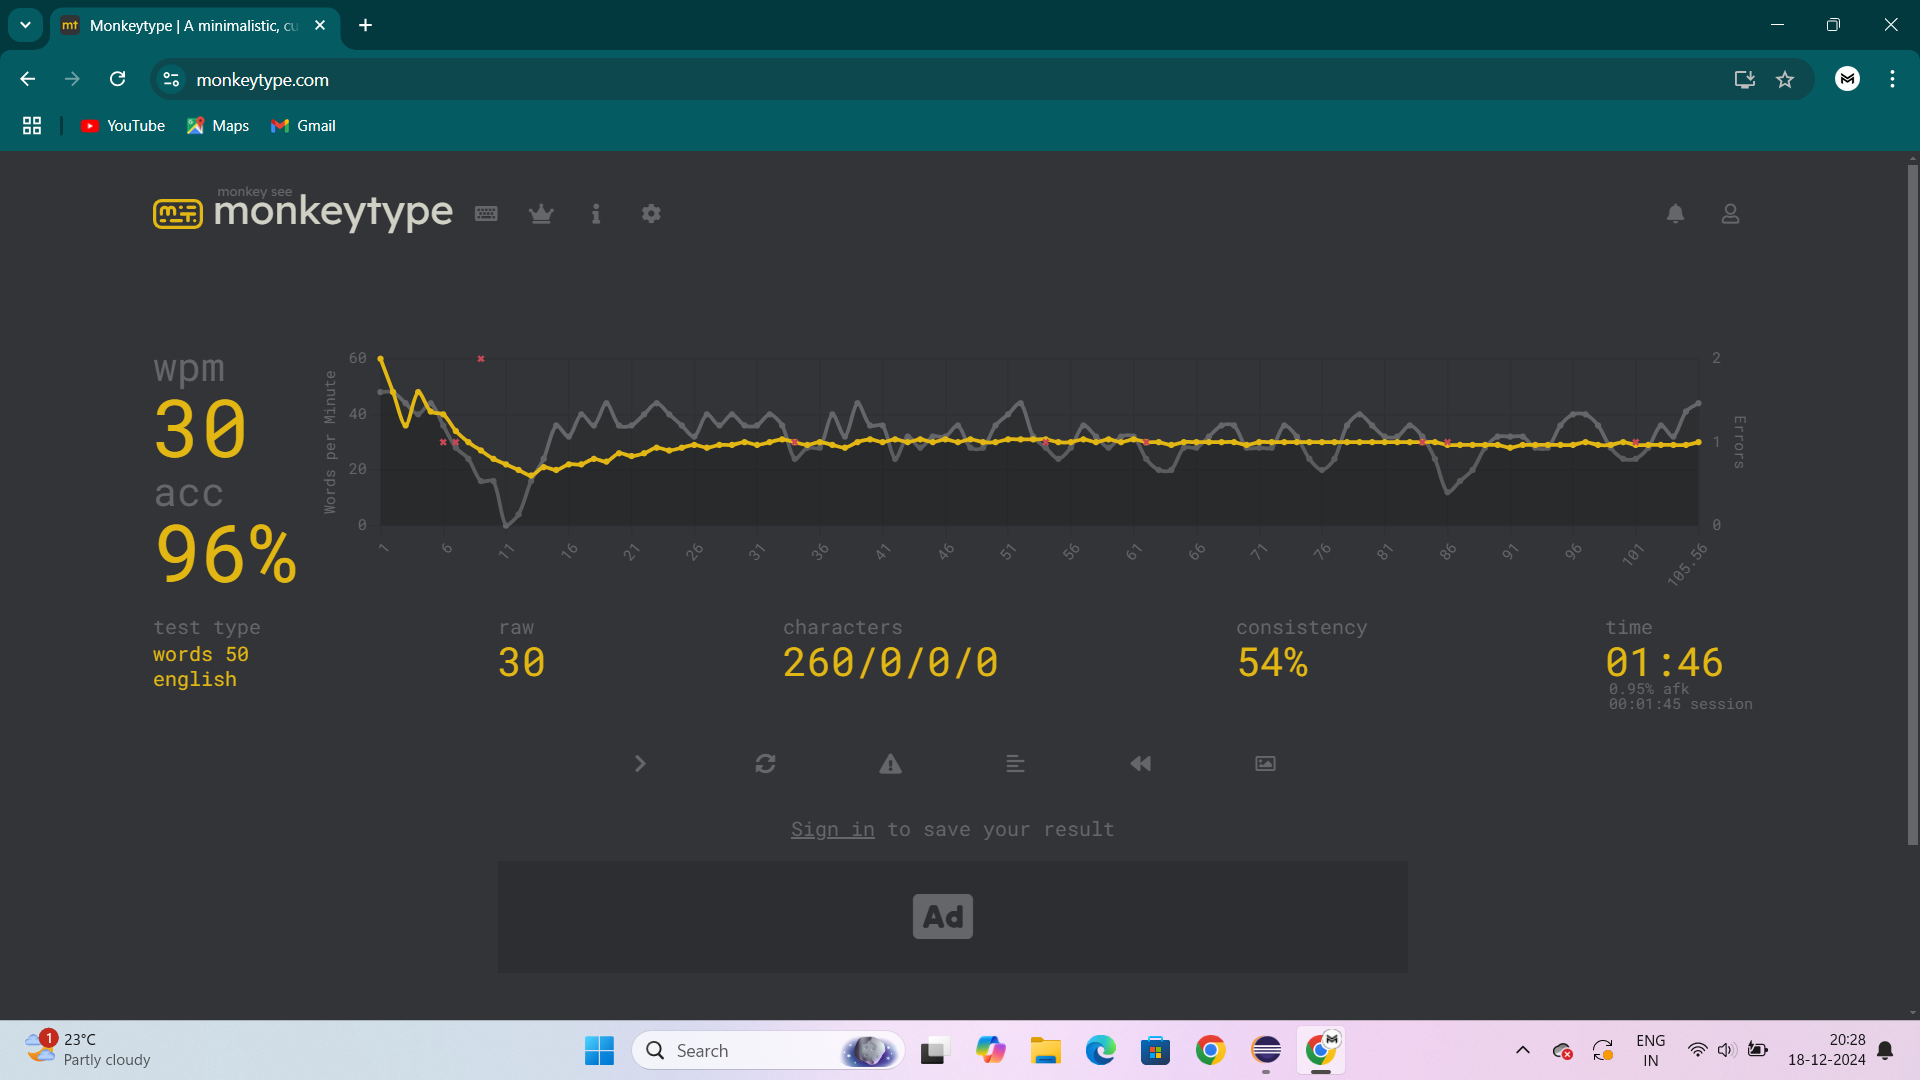 mt Monkeytype | A minimalistic, cu
monkeytype.com
YouTube Maps Gmail
monkey see
monkeytype
wpm
30
acc
96%
Words per Minute
60
40
20
0
2
1
0
Errors
1 6 11 16 21 26 31 36 41 46 51 56 61 66 71 76 81 86 91 96 101 105.56
test type
words 50
english
raw
30
characters
260/0/0/0
consistency
54%
time
01:46
0.95% afk
00:01:45 session
Sign in to save your result
Ad
1
23°C
Partly cloudy
Search
ENG
IN
20:28
18-12-2024